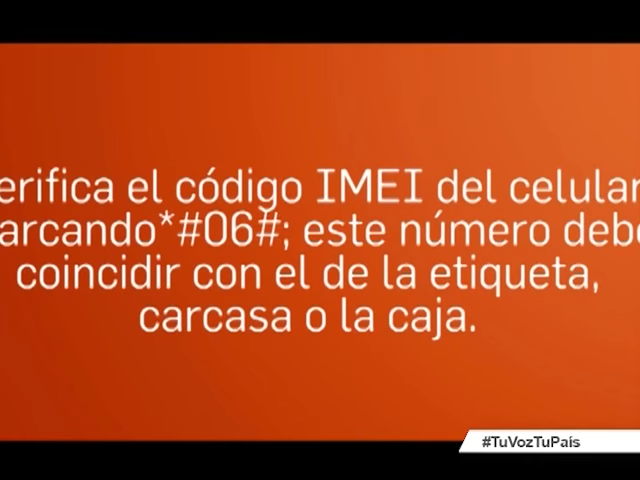 erifica el código IMEI del celular
arcando*#06#; este número debe
coincidir con el de la etiqueta,
carcasa o la caja.
#TuVozTuPaís